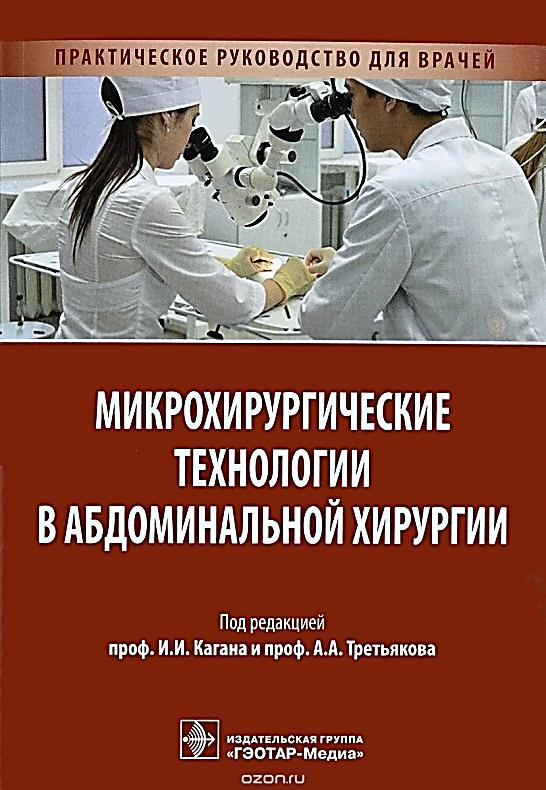 ПРАКТИЧЕСКОЕ РУКОВОДСТВО ДЛЯ ВРАЧЕЙ
МИКРОХИРУРГИЧЕСКИЕ
ТЕХНОЛОГИИ
В АБДОМИНАЛЬНОЙ ХИРУРГИИ
Под редакцией
проф. И.И. Кагана и проф. А.А. Третьякова
ИЗДАТЕЛЬСКАЯ ГРУППА
«ГЭОТАР-Медиа»
ozon.ru